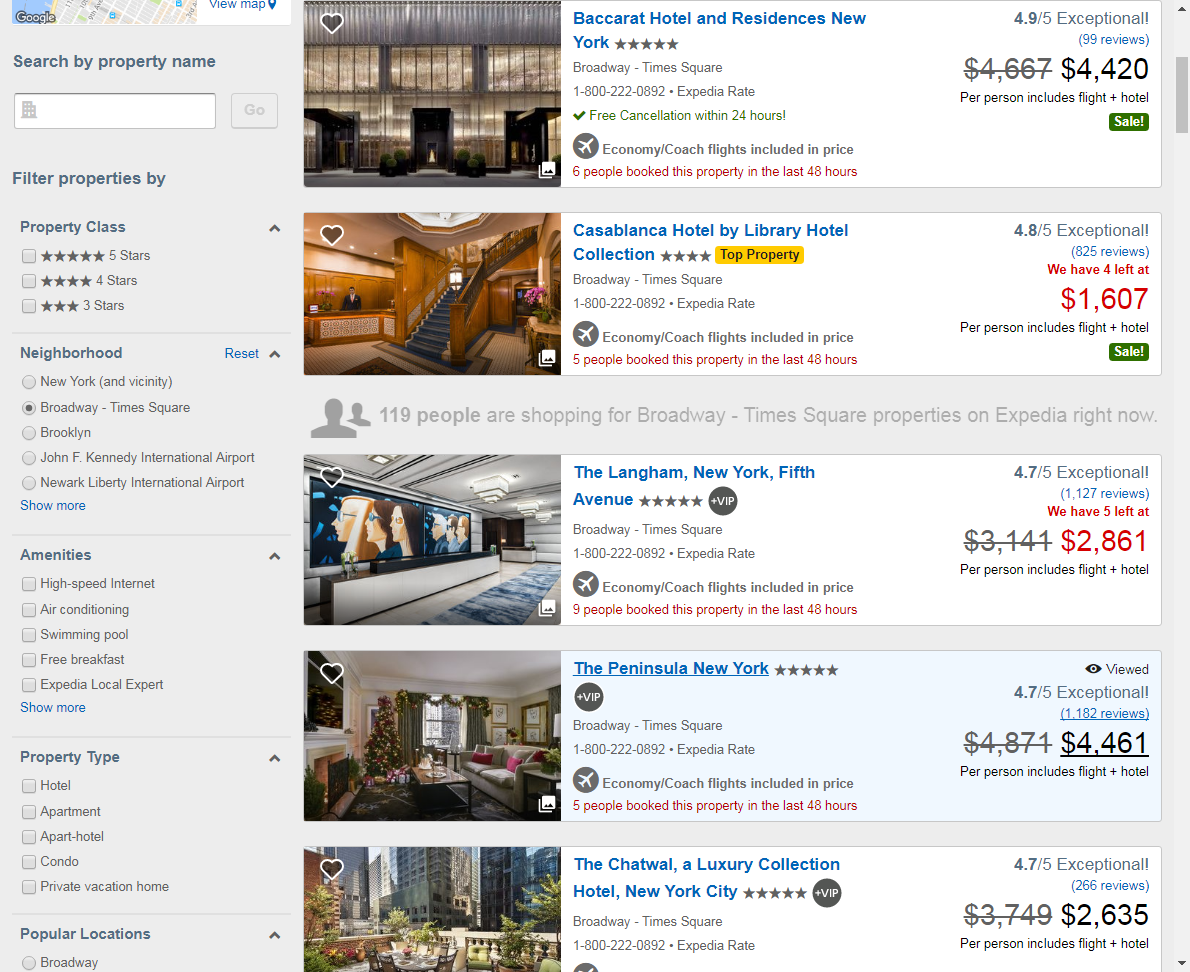 Google
View map
Search by property name
Go
Filter properties by
Property Class
5 Stars
4 Stars
3 Stars
Neighborhood Reset
New York (and vicinity)
Broadway - Times Square
Brooklyn
John F. Kennedy International Airport
Newark Liberty International Airport
Show more
Amenities
High-speed Internet
Air conditioning
Swimming pool
Free breakfast
Expedia Local Expert
Show more
Property Type
Hotel
Apartment
Apart-hotel
Condo
Private vacation home
Popular Locations
Broadway
Baccarat Hotel and Residences New
York
Broadway - Times Square
1-800-222-0892 • Expedia Rate
Free Cancellation within 24 hours!
Economy/Coach flights included in price
6 people booked this property in the last 48 hours
4.9/5 Exceptional!
(99 reviews)
$4,667 $4,420
Per person includes flight + hotel
Sale!
Casablanca Hotel by Library Hotel
Collection Top Property
Broadway - Times Square
1-800-222-0892 • Expedia Rate
Economy/Coach flights included in price
5 people booked this property in the last 48 hours
4.8/5 Exceptional!
(825 reviews)
We have 4 left at
$1,607
Per person includes flight + hotel
Sale!
119 people are shopping for Broadway - Times Square properties on Expedia right now.
The Langham, New York, Fifth
Avenue +VIP
Broadway - Times Square
1-800-222-0892 • Expedia Rate
Economy/Coach flights included in price
9 people booked this property in the last 48 hours
4.7/5 Exceptional!
(1,127 reviews)
We have 5 left at
$3,141 $2,861
Per person includes flight + hotel
The Peninsula New York
+VIP
Broadway - Times Square
1-800-222-0892 • Expedia Rate
Economy/Coach flights included in price
5 people booked this property in the last 48 hours
Viewed
4.7/5 Exceptional!
(1,182 reviews)
$4,871 $4,461
Per person includes flight + hotel
The Chatwal, a Luxury Collection
Hotel, New York City +VIP
Broadway - Times Square
1-800-222-0892 • Expedia Rate
4.7/5 Exceptional!
(266 reviews)
$3,749 $2,635
Per person includes flight + hotel